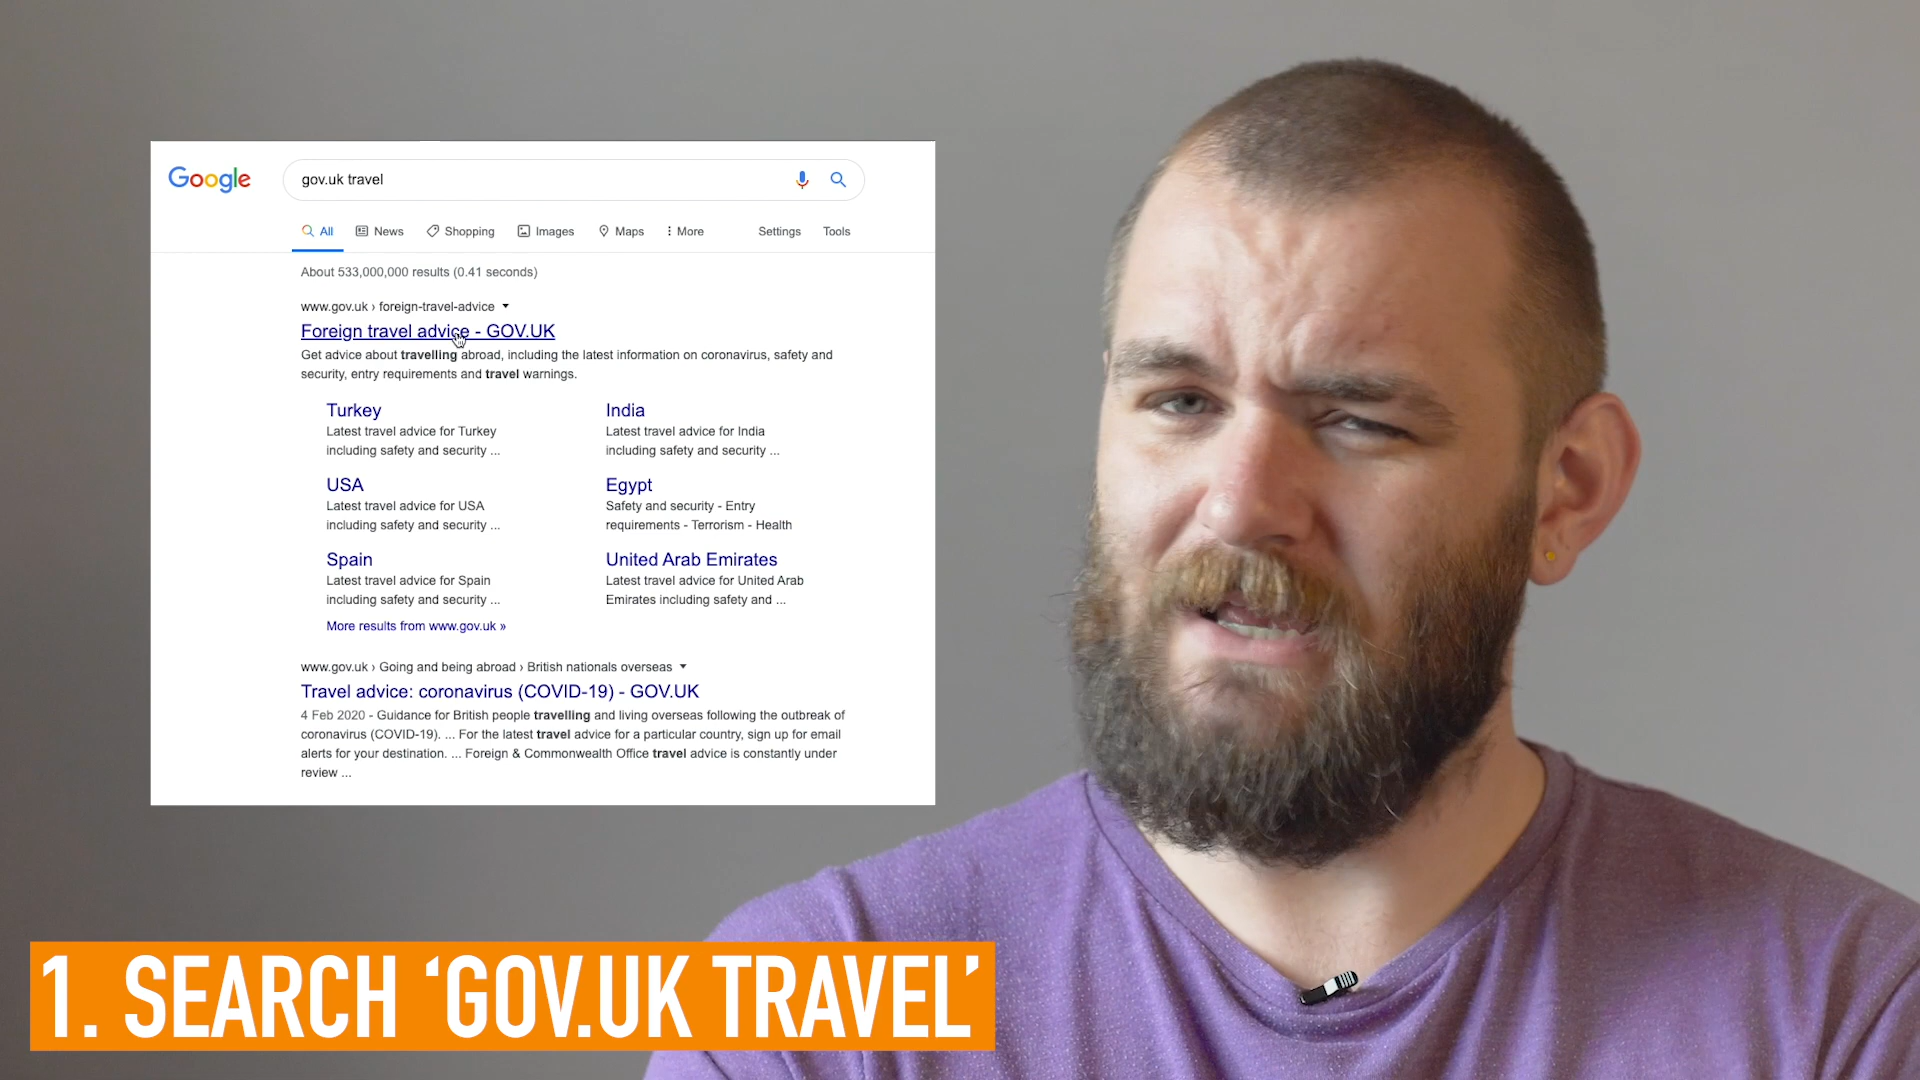 Google
gov.uk travel
All News Shopping Images Maps More Settings Tools
About 533,000,000 results (0.41 seconds)
www.gov.uk › foreign-travel-advice
Foreign travel advice - GOV.UK
Get advice about travelling abroad, including the latest information on coronavirus, safety and
security, entry requirements and travel warnings.
Turkey
Latest travel advice for Turkey
including safety and security ...
India
Latest travel advice for India
including safety and security ...
USA
Latest travel advice for USA
including safety and security ...
Egypt
Safety and security - Entry
requirements - Terrorism - Health
Spain
Latest travel advice for Spain
including safety and security ...
United Arab Emirates
Latest travel advice for United Arab
Emirates including safety and ...
More results from www.gov.uk »
www.gov.uk › Going and being abroad › British nationals overseas
Travel advice: coronavirus (COVID-19) - GOV.UK
4 Feb 2020 - Guidance for British people travelling and living overseas following the outbreak of
coronavirus (COVID-19). ... For the latest travel advice for a particular country, sign up for email
alerts for your destination. ... Foreign & Commonwealth Office travel advice is constantly under
review ...
1. SEARCH ‘GOV.UK TRAVEL’